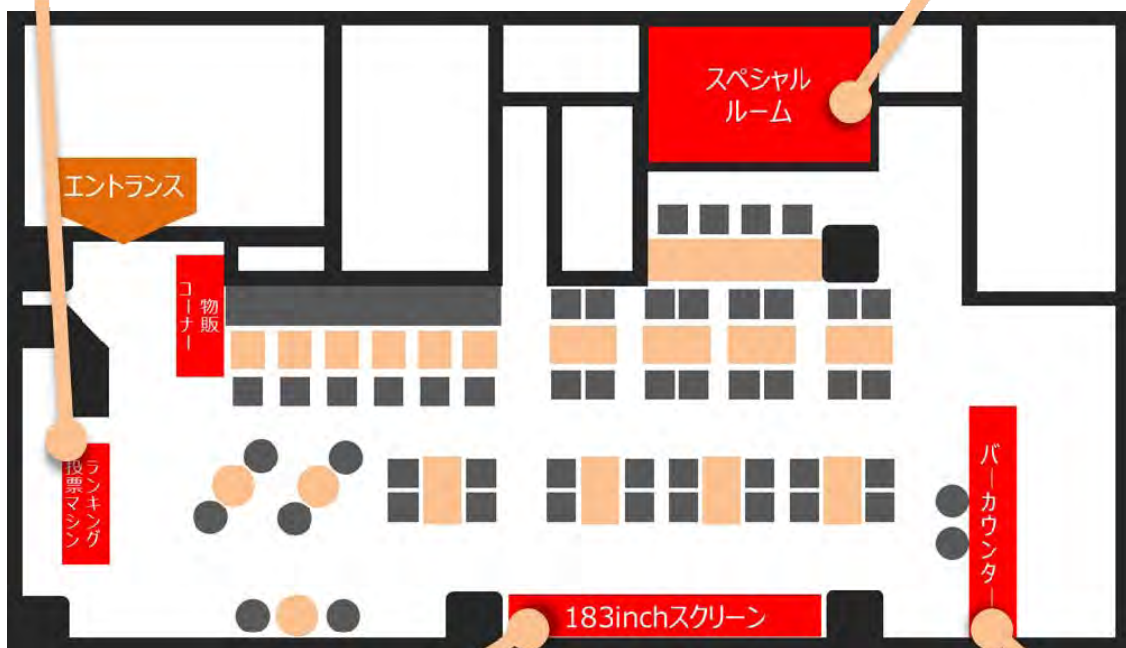 スペシャル
ルーム
エントランス
物販
コーナー
ランキング
投票マシン
バーカウンター
183inchスクリーン